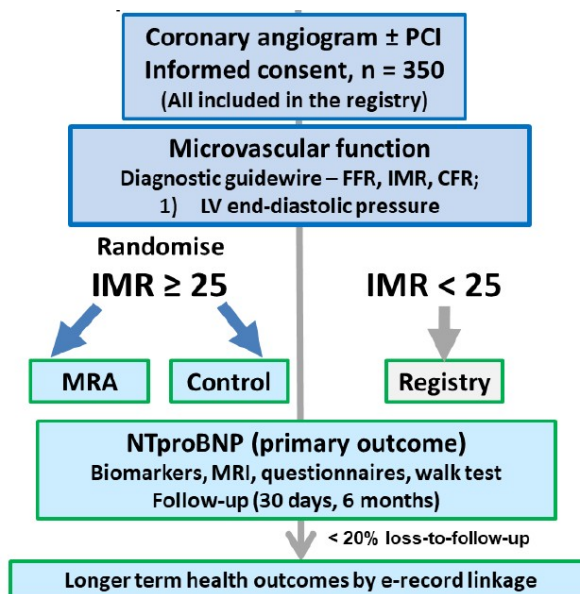 Coronary angiogram ± PCI
Informed consent, n = 350
(All included in the registry)
Microvascular function
Diagnostic guidewire – FFR, IMR, CFR;
1) LV end-diastolic pressure
Randomise
IMR ≥ 25
IMR < 25
MRA
Control
Registry
NTproBNP (primary outcome)
Biomarkers, MRI, questionnaires, walk test
Follow-up (30 days, 6 months)
< 20% loss-to-follow-up
Longer term health outcomes by e-record linkage